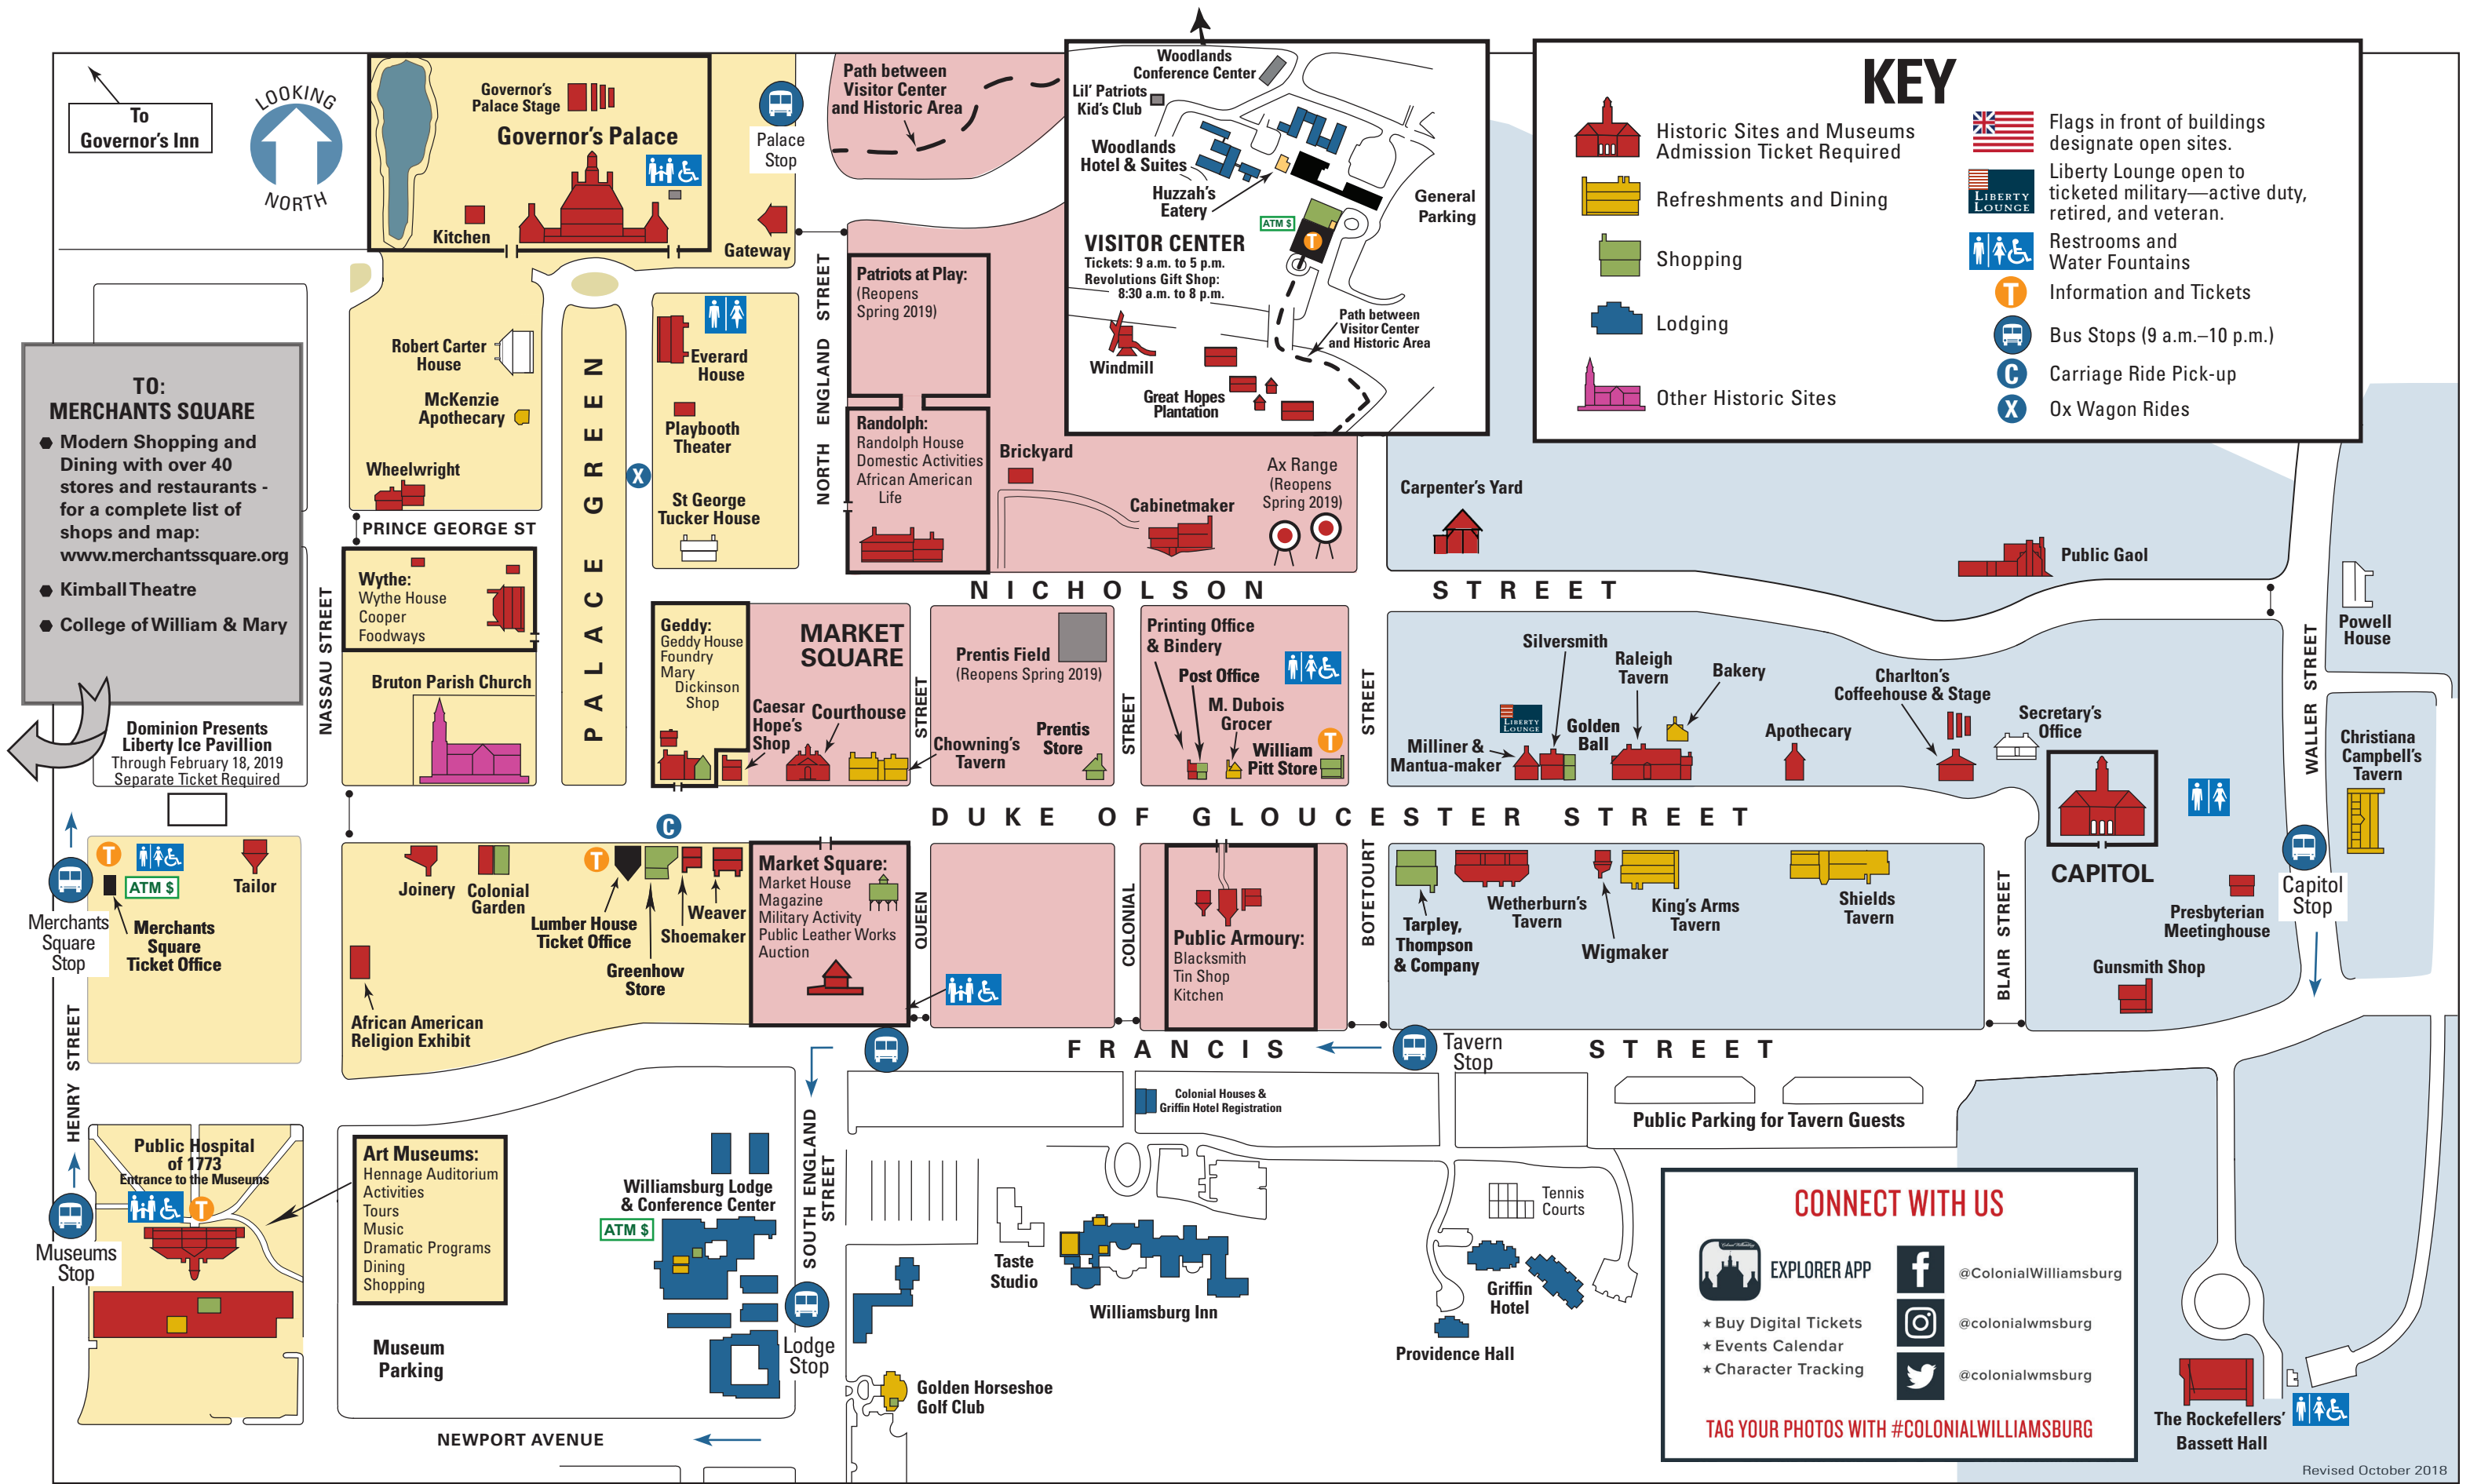 To
Governor's Inn
LOOKING
NORTH
Governor's
Palace Stage
Governor's Palace
Kitchen
Gateway
Palace
Stop
Path between
Visitor Center
and Historic Area
Woodlands
Conference Center
Lil' Patriots
Kid's Club
Woodlands
Hotel & Suites
Huzzah's
Eatery
General
Parking
ATM $
T
VISITOR CENTER
Tickets: 9 a.m. to 5 p.m.
Revolutions Gift Shop:
8:30 a.m. to 8 p.m.
Path between
Visitor Center
and Historic Area
Windmill
Great Hopes
Plantation
KEY
Historic Sites and Museums
Admission Ticket Required
Refreshments and Dining
Shopping
Lodging
Other Historic Sites
Flags in front of buildings
designate open sites.
LIBERTY
LOUNGE
Liberty Lounge open to
ticketed military—active duty,
retired, and veteran.
Restrooms and
Water Fountains
T
Information and Tickets
Bus Stops (9 a.m.–10 p.m.)
C
Carriage Ride Pick-up
X
Ox Wagon Rides
TO:
MERCHANTS SQUARE
Modern Shopping and
Dining with over 40
stores and restaurants -
for a complete list of
shops and map:
www.merchantssquare.org
Kimball Theatre
College of William & Mary
Dominion Presents
Liberty Ice Pavillion
Through February 18, 2019
Separate Ticket Required
NASSAU STREET
Robert Carter
House
McKenzie
Apothecary
Wheelwright
PRINCE GEORGE ST
Wythe:
Wythe House
Cooper
Foodways
Bruton Parish Church
PALACE GREEN
X
Everard
House
Playbooth
Theater
St George
Tucker House
NORTH ENGLAND STREET
Patriots at Play:
(Reopens
Spring 2019)
Randolph:
Randolph House
Domestic Activities
African American
Life
Brickyard
Cabinetmaker
Ax Range
(Reopens
Spring 2019)
Carpenter's Yard
Public Gaol
NICHOLSON STREET
Powell
House
WALLER STREET
Geddy:
Geddy House
Foundry
Mary
Dickinson
Shop
MARKET
SQUARE
Caesar
Hope's
Shop
Courthouse
STREET
Chowning's
Tavern
Prentis Field
(Reopens Spring 2019)
Prentis
Store
STREET
Printing Office
& Bindery
Post Office
M. Dubois
Grocer
T
William
Pitt Store
STREET
LIBERTY
LOUNGE
Milliner &
Mantua-maker
Silversmith
Golden
Ball
Raleigh
Tavern
Bakery
Apothecary
Charlton's
Coffeehouse & Stage
Secretary's
Office
CAPITOL
Christiana
Campbell's
Tavern
Capitol
Stop
Presbyterian
Meetinghouse
Gunsmith Shop
DUKE OF GLOUCESTER STREET
C
Merchants
Square
Stop
T
ATM $
Merchants
Square
Ticket Office
Tailor
Joinery
Colonial
Garden
T
Lumber House
Ticket Office
Greenhow
Store
Shoemaker
Weaver
African American
Religion Exhibit
Market Square:
Market House
Magazine
Military Activity
Public Leather Works
Auction
QUEEN
COLONIAL
Public Armoury:
Blacksmith
Tin Shop
Kitchen
BOTETOURT
Tarpley,
Thompson
& Company
Wetherburn's
Tavern
Wigmaker
King's Arms
Tavern
Shields
Tavern
BLAIR STREET
FRANCIS STREET
Tavern
Stop
HENRY STREET
Public Hospital
of 1773
Entrance to the Museums
T
Museums
Stop
Art Museums:
Hennage Auditorium
Activities
Tours
Music
Dramatic Programs
Dining
Shopping
Museum
Parking
Williamsburg Lodge
& Conference Center
ATM $
SOUTH ENGLAND
STREET
Lodge
Stop
NEWPORT AVENUE
Colonial Houses &
Griffin Hotel Registration
Taste
Studio
Williamsburg Inn
Golden Horseshoe
Golf Club
Public Parking for Tavern Guests
Tennis
Courts
Griffin
Hotel
Providence Hall
CONNECT WITH US
EXPLORER APP
★ Buy Digital Tickets
★ Events Calendar
★ Character Tracking
@ColonialWilliamsburg
@colonialwmsburg
@colonialwmsburg
TAG YOUR PHOTOS WITH #COLONIALWILLIAMSBURG
The Rockefellers'
Bassett Hall
Revised October 2018